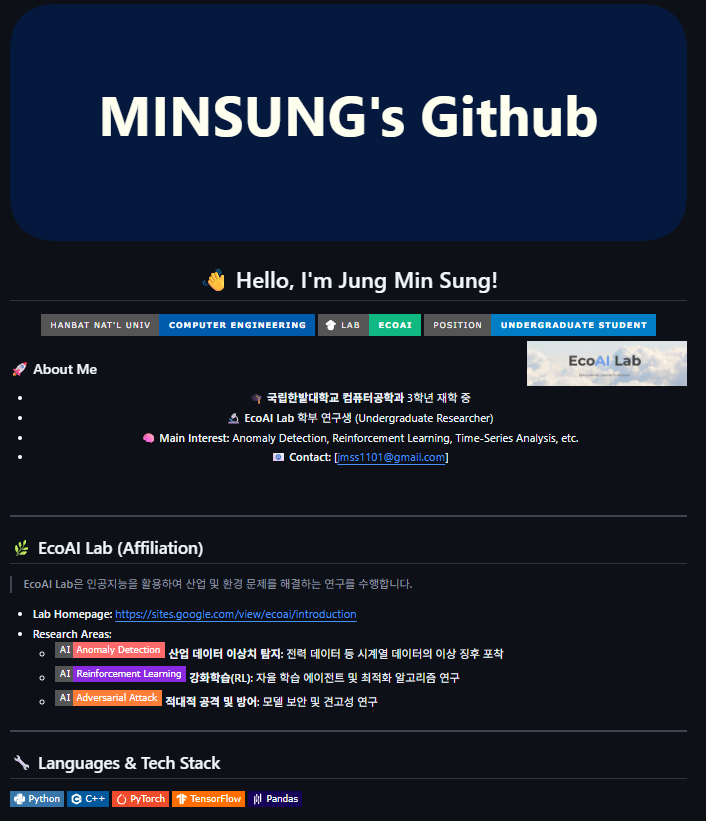 MINSUNG's Github
👋 Hello, I'm Jung Min Sung!
HANBAT NAT'L UNIV COMPUTER ENGINEERING LAB ECOAI POSITION UNDERGRADUATE STUDENT
EcoAI Lab
🚀 About Me
🎓 국립한밭대학교 컴퓨터공학과 3학년 재학 중
🔬 EcoAI Lab 학부 연구생 (Undergraduate Researcher)
🧠 Main Interest: Anomaly Detection, Reinforcement Learning, Time-Series Analysis, etc.
📧 Contact: [jmss1101@gmail.com]
🌿 EcoAI Lab (Affiliation)
EcoAI Lab은 인공지능을 활용하여 산업 및 환경 문제를 해결하는 연구를 수행합니다.
Lab Homepage: https://sites.google.com/view/ecoai/introduction
Research Areas:
AI Anomaly Detection 산업 데이터 이상치 탐지: 전력 데이터 등 시계열 데이터의 이상 징후 포착
AI Reinforcement Learning 강화학습(RL): 자율 학습 에이전트 및 최적화 알고리즘 연구
AI Adversarial Attack 적대적 공격 및 방어: 모델 보안 및 견고성 연구
🔧 Languages & Tech Stack
Python C++ PyTorch TensorFlow Pandas